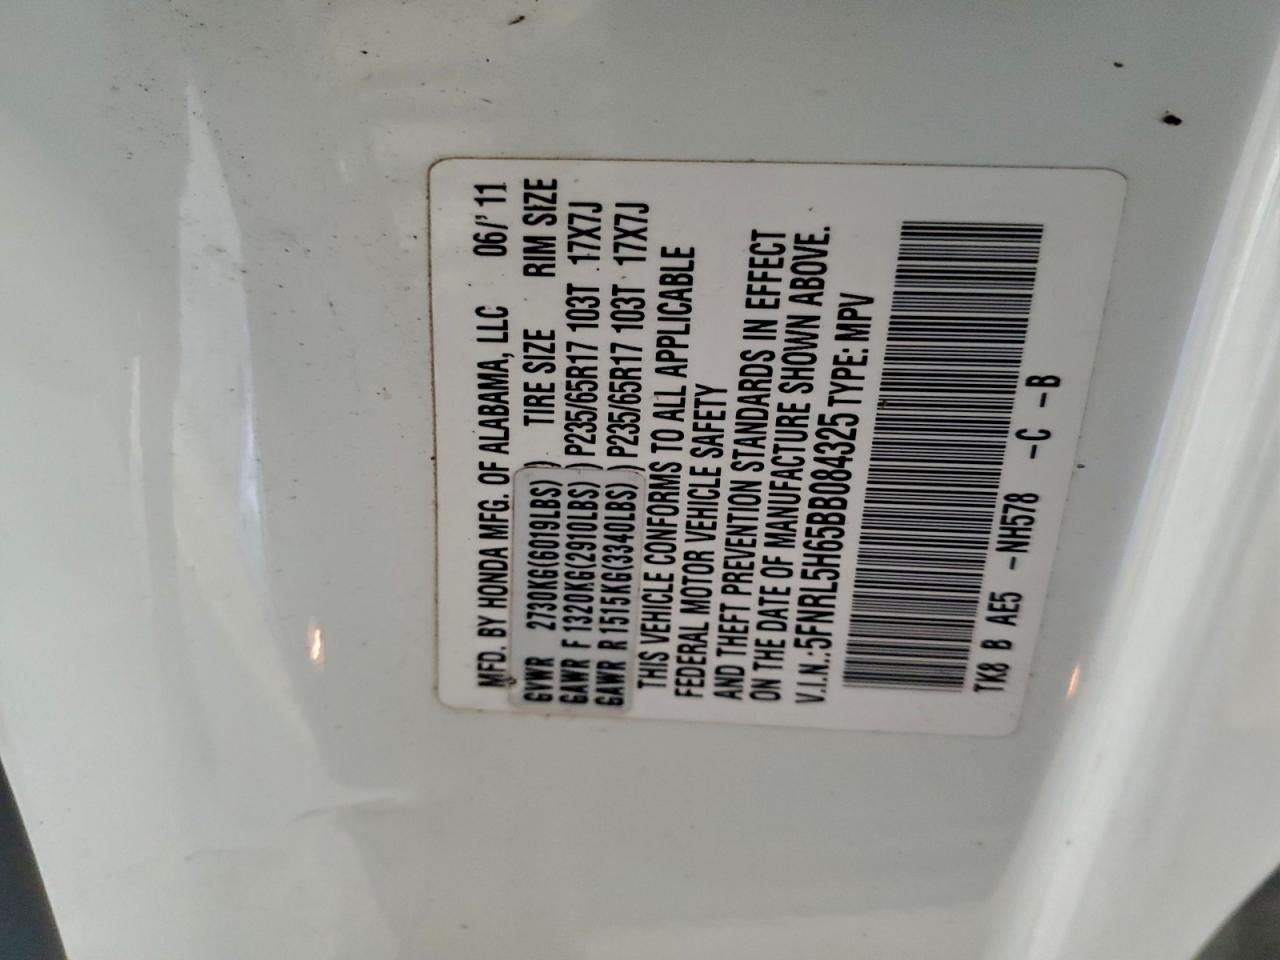 MFD. BY HONDA MFG. OF ALABAMA, LLC 06/'11
GVWR 2730KG(6019LBS) TIRE SIZE RIM SIZE
GAWR F 1320KG(2910LBS) P235/65R17 103T 17X7J
GAWR R 1515KG(3340LBS) P235/65R17 103T 17X7J
THIS VEHICLE CONFORMS TO ALL APPLICABLE
FEDERAL MOTOR VEHICLE SAFETY
AND THEFT PREVENTION STANDARDS IN EFFECT
ON THE DATE OF MANUFACTURE SHOWN ABOVE.
V.I.N.:5FNRL5H65BB084325 TYPE: MPV
TK8 B AE5 -NH578 -C -B